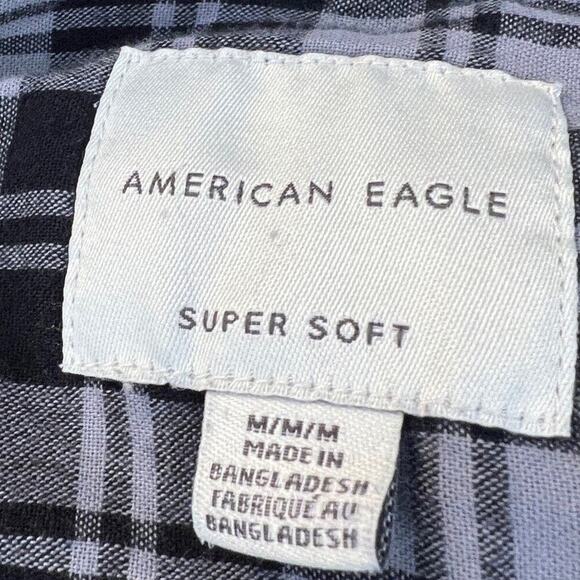 AMERICAN EAGLE
SUPER SOFT
M/M/M
MADE IN
BANGLADESH
FABRIQUÉ AU
BANGLADESH